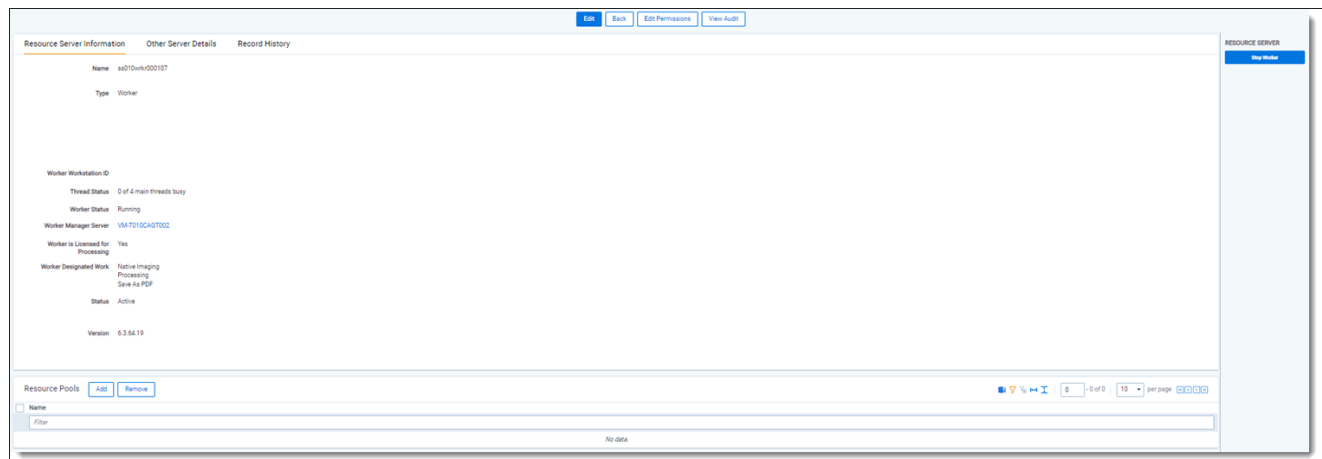 Edit Back Edit Permissions View Audit
Resource Server Information Other Server Details Record History
RESOURCE SERVER
Stop Worker
Name ss010wrkr000107
Type Worker
Worker Workstation ID
Thread Status 0 of 4 main threads busy
Worker Status Running
Worker Manager Server VM-T010CAGT002
Worker is Licensed for Yes
Processing
Worker Designated Work Native Imaging
Processing
Save As PDF
Status Active
Version 6.3.64.19
Resource Pools Add Remove 0 - 0 of 0 10 per page
Name
Filter
No data